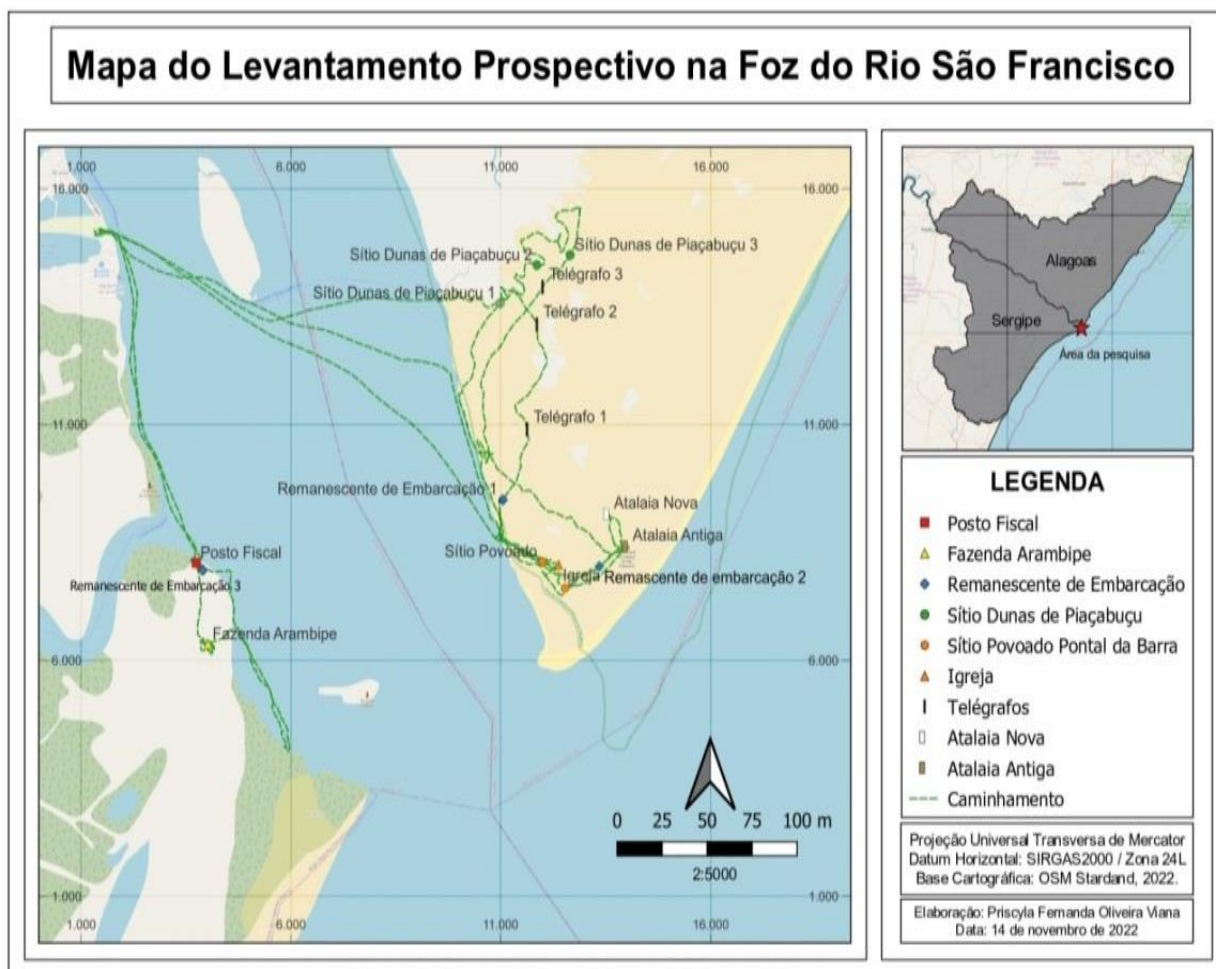 Mapa do Levantamento Prospectivo na Foz do Rio São Francisco
1.000
6.000
11.000
16.000
16.000
16.000
Sítio Dunas de Piaçabuçu 3
Sítio Dunas de Piaçabuçu 2
Telégrafo 3
Sítio Dunas de Piaçabuçu 1
Telégrafo 2
11.000
Telégrafo 1
11.000
Remanescente de Embarcação 1
Atalaia Nova
Atalaia Antiga
Sítio Povoado
Posto Fiscal
Igreja
Remascente de embarcação 2
Remanescente de Embarcação 3
Fazenda Arambipe
6.000
6.000
0 25 50 75 100 m
2:5000
1.000
1.000
1.000
6.000
11.000
16.000
Alagoas
Sergipe
Área da pesquisa
LEGENDA
Posto Fiscal
Fazenda Arambipe
Remanescente de Embarcação
Sítio Dunas de Piaçabuçu
Sítio Povoado Pontal da Barra
Igreja
Telégrafos
Atalaia Nova
Atalaia Antiga
Caminhamento
Projeção Universal Transversa de Mercator
Datum Horizontal: SIRGAS2000 / Zona 24L
Base Cartográfica: OSM Stardand, 2022.
Elaboração: Priscyla Fernanda Oliveira Viana
Data: 14 de novembro de 2022